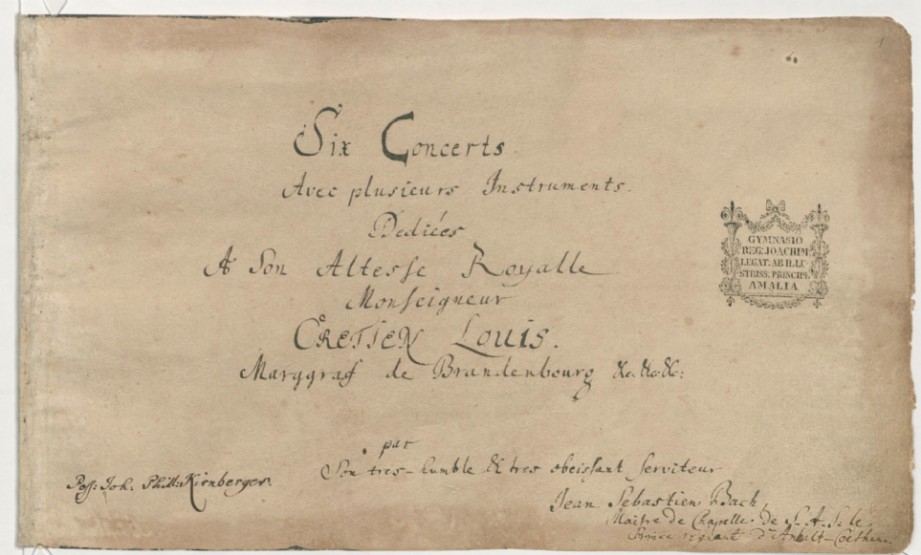 Six Concerts
Avec plusieurs Instruments.
Dediées
A Son Altesse Royalle
Monseigneur
CRETIEN LOUIS.
Marggraf de Brandenbourg &c. &c. &c:
par
Son tres-humble & tres obeissant serviteur
Jean Sebastien Bach,
Maitre de Chapelle de S. A. S. le
Prince regnant d'Anhalt-Coethen.
Poss: Joh: Phill: Kirnberger.
GYMNASIO
REG. JOACHIM.
LEGAT. AB ILLU-
STRISS. PRINCIPE
AMALIA